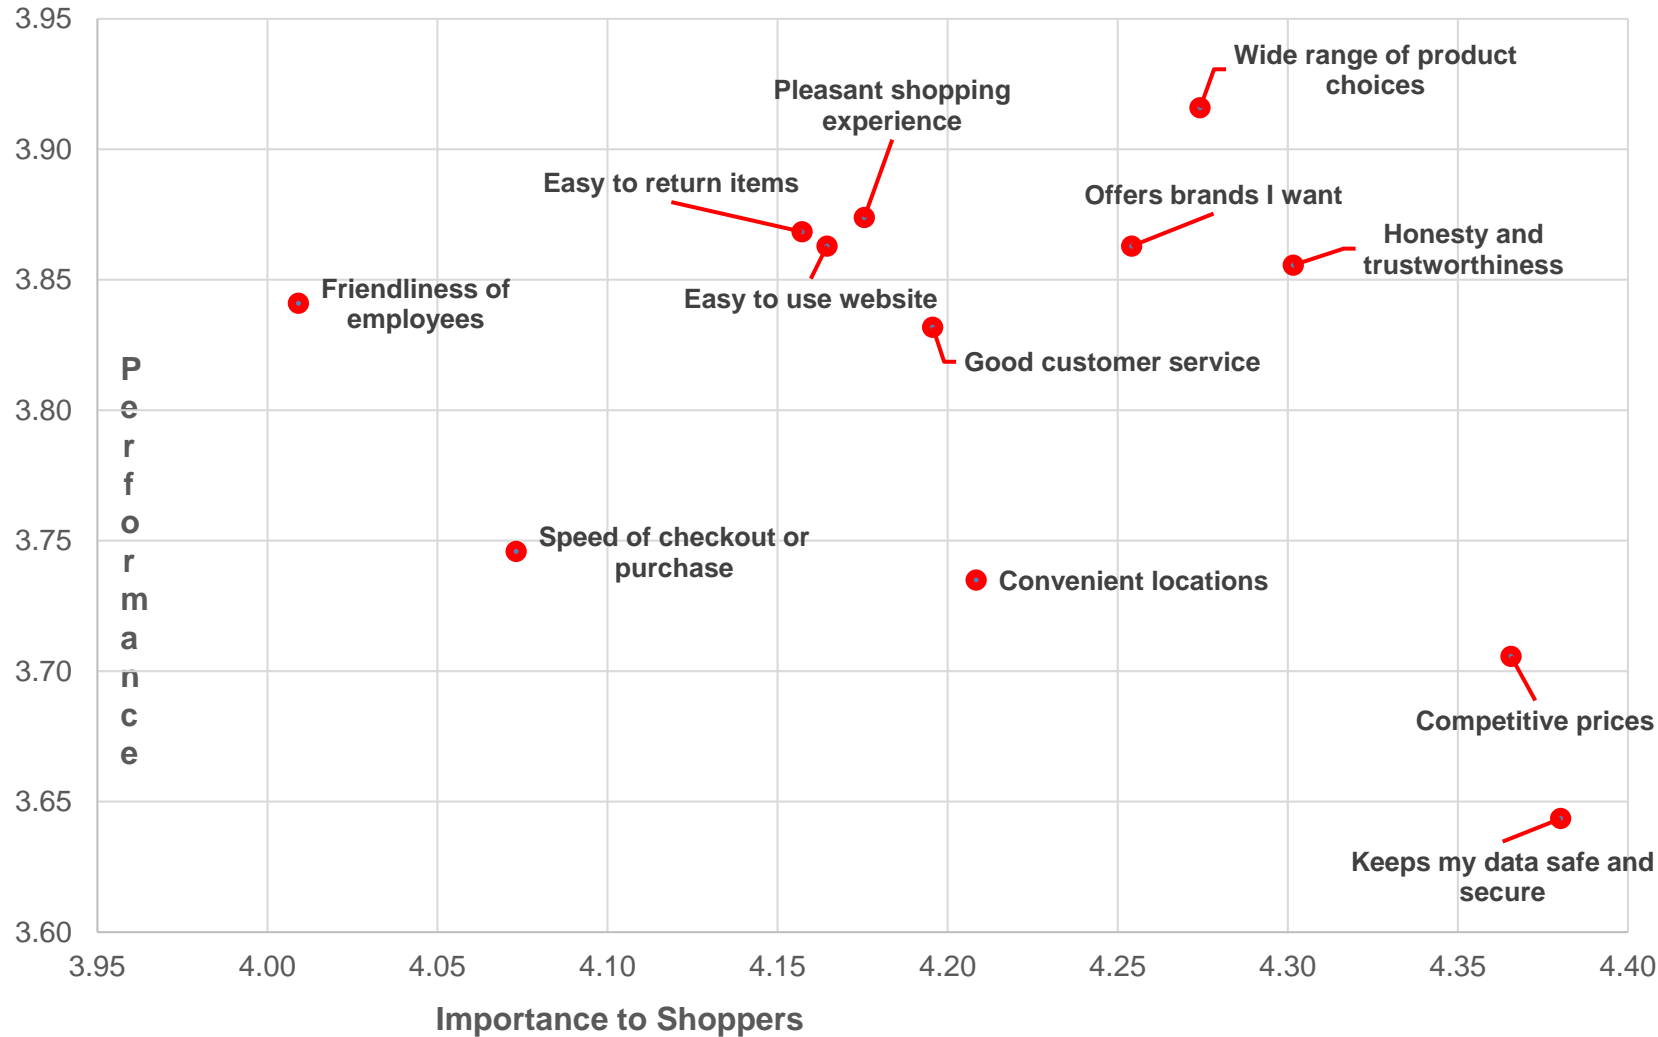 3.95
Wide range of product
choices
Pleasant shopping
experience
3.90
Easy to return items
Offers brands I want
Honesty and
trustworthiness
3.85
Friendliness of
employees
Easy to use website
Good customer service
3.80
P
e
r
f
o
r
m
a
n
c
e
3.75
Speed of checkout or
purchase
Convenient locations
3.70
Competitive prices
3.65
Keeps my data safe and
secure
3.60
3.95 4.00 4.05 4.10 4.15 4.20 4.25 4.30 4.35 4.40
Importance to Shoppers